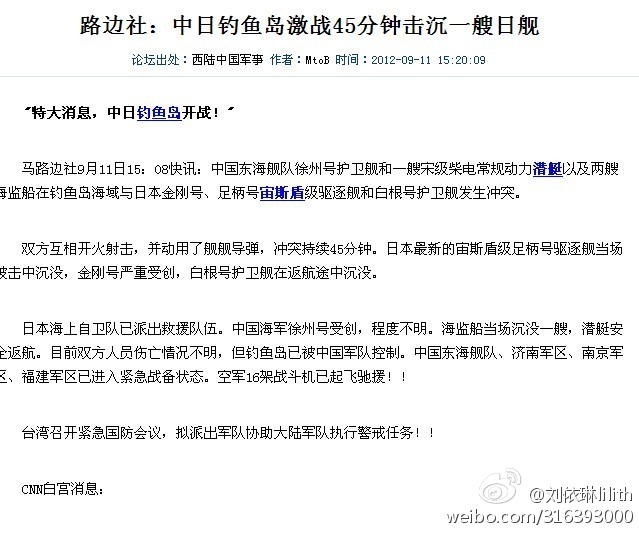 路边社：中日钓鱼岛激战45分钟击沉一艘日舰
论坛出处：西陆中国军事 作者：MtoB 时间：2012-09-11 15:20:09
"特大消息，中日钓鱼岛开战！"
马路边社9月11日15：08快讯：中国东海舰队徐州号护卫舰和一艘宋级柴电常规动力潜艇以及两艘
海监船在钓鱼岛海域与日本金刚号、足柄号宙斯盾级驱逐舰和白根号护卫舰发生冲突。
双方互相开火射击，并动用了舰舰导弹，冲突持续45分钟。日本最新的宙斯盾级足柄号驱逐舰当场
被击中沉没，金刚号严重受创，白根号护卫舰在返航途中沉没。
日本海上自卫队已派出救援队伍。中国海军徐州号受创，程度不明。海监船当场沉没一艘，潜艇安
全返航。目前双方人员伤亡情况不明，但钓鱼岛已被中国军队控制。中国东海舰队、济南军区、南京军
区、福建军区已进入紧急战备状态。空军16架战斗机已起飞驰援！！
台湾召开紧急国防会议，拟派出军队协助大陆军队执行警戒任务！！
CNN白宫消息：
@刘依琳lilith
weibo.com/316393000